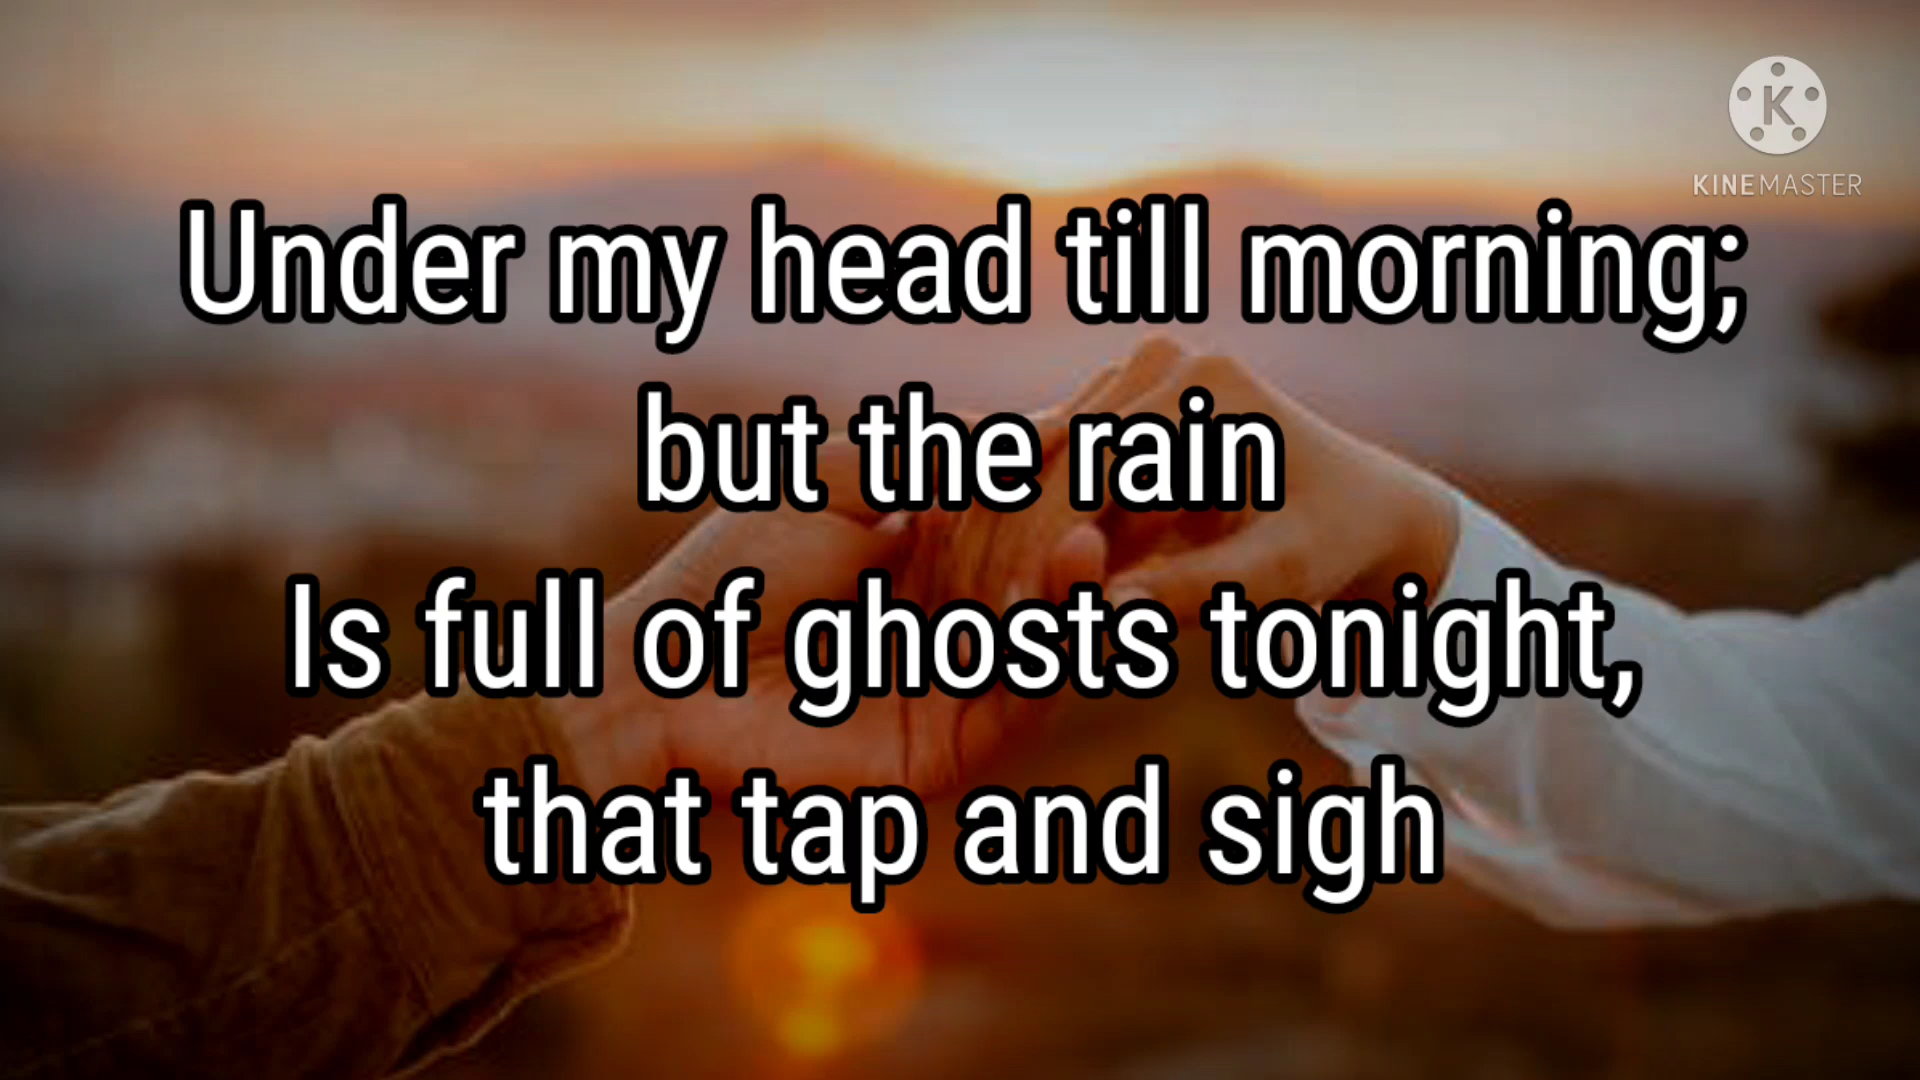 K
KINEMASTER
Under my head till morning;
but the rain
Is full of ghosts tonight,
that tap and sigh